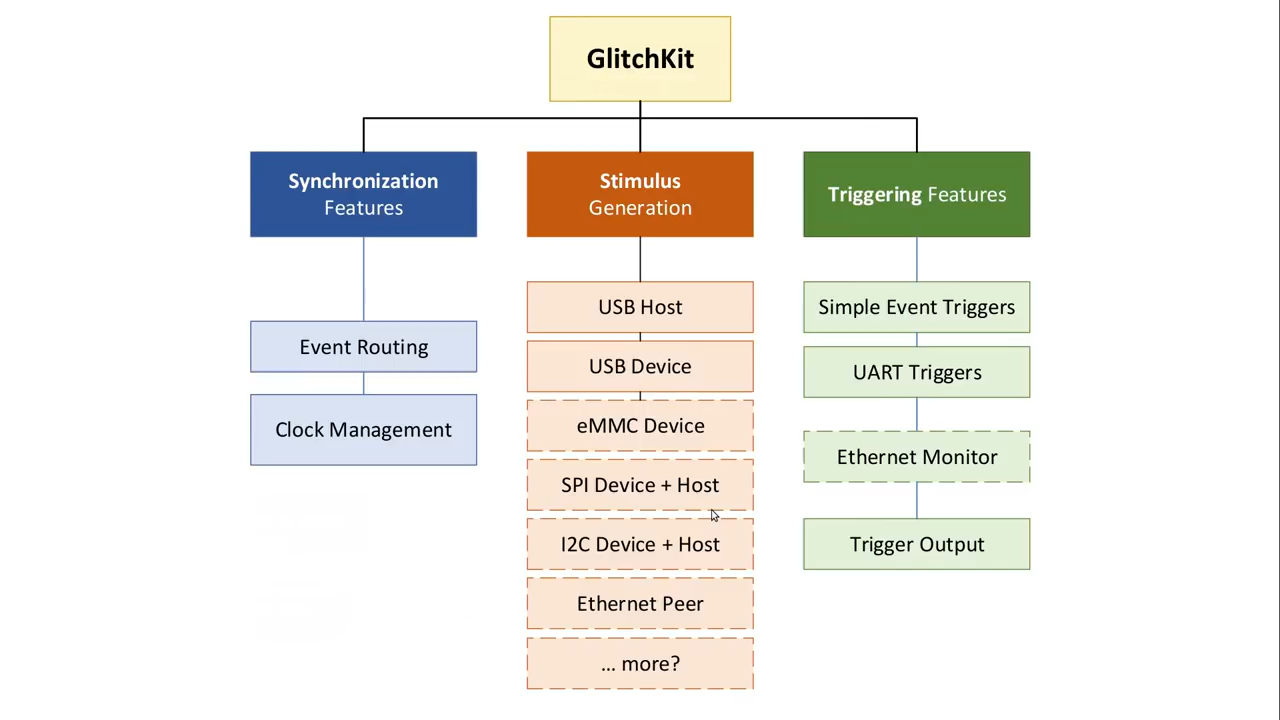 GlitchKit
Synchronization
Features
Event Routing
Clock Management
Stimulus
Generation
USB Host
USB Device
eMMC Device
SPI Device + Host
I2C Device + Host
Ethernet Peer
... more?
Triggering Features
Simple Event Triggers
UART Triggers
Ethernet Monitor
Trigger Output